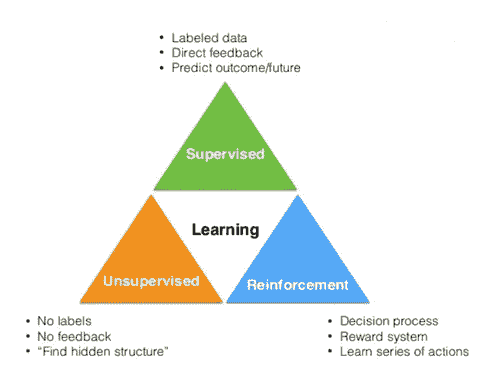 • Labeled data
• Direct feedback
• Predict outcome/future
Supervised
Learning
Unsupervised
Reinforcement
• No labels
• No feedback
• “Find hidden structure”
• Decision process
• Reward system
• Learn series of actions